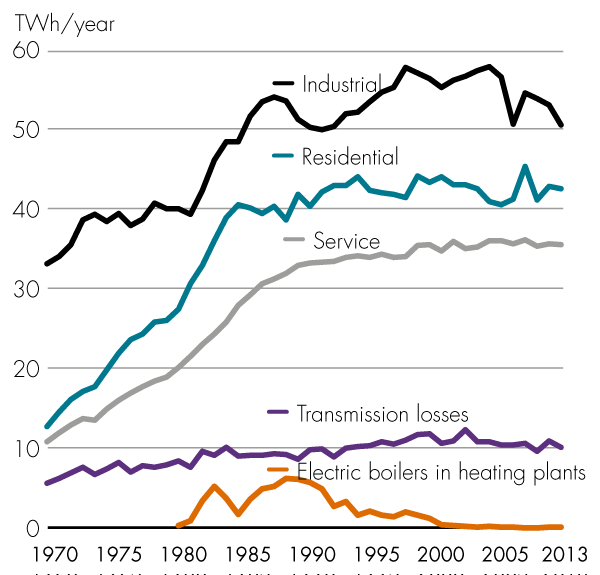 TWh/year
60
Industrial
50
Residential
40
Service
30
20
Transmission losses
10
Electric boilers in heating plants
0
1970 1975 1980 1985 1990 1995 2000 2005 2013